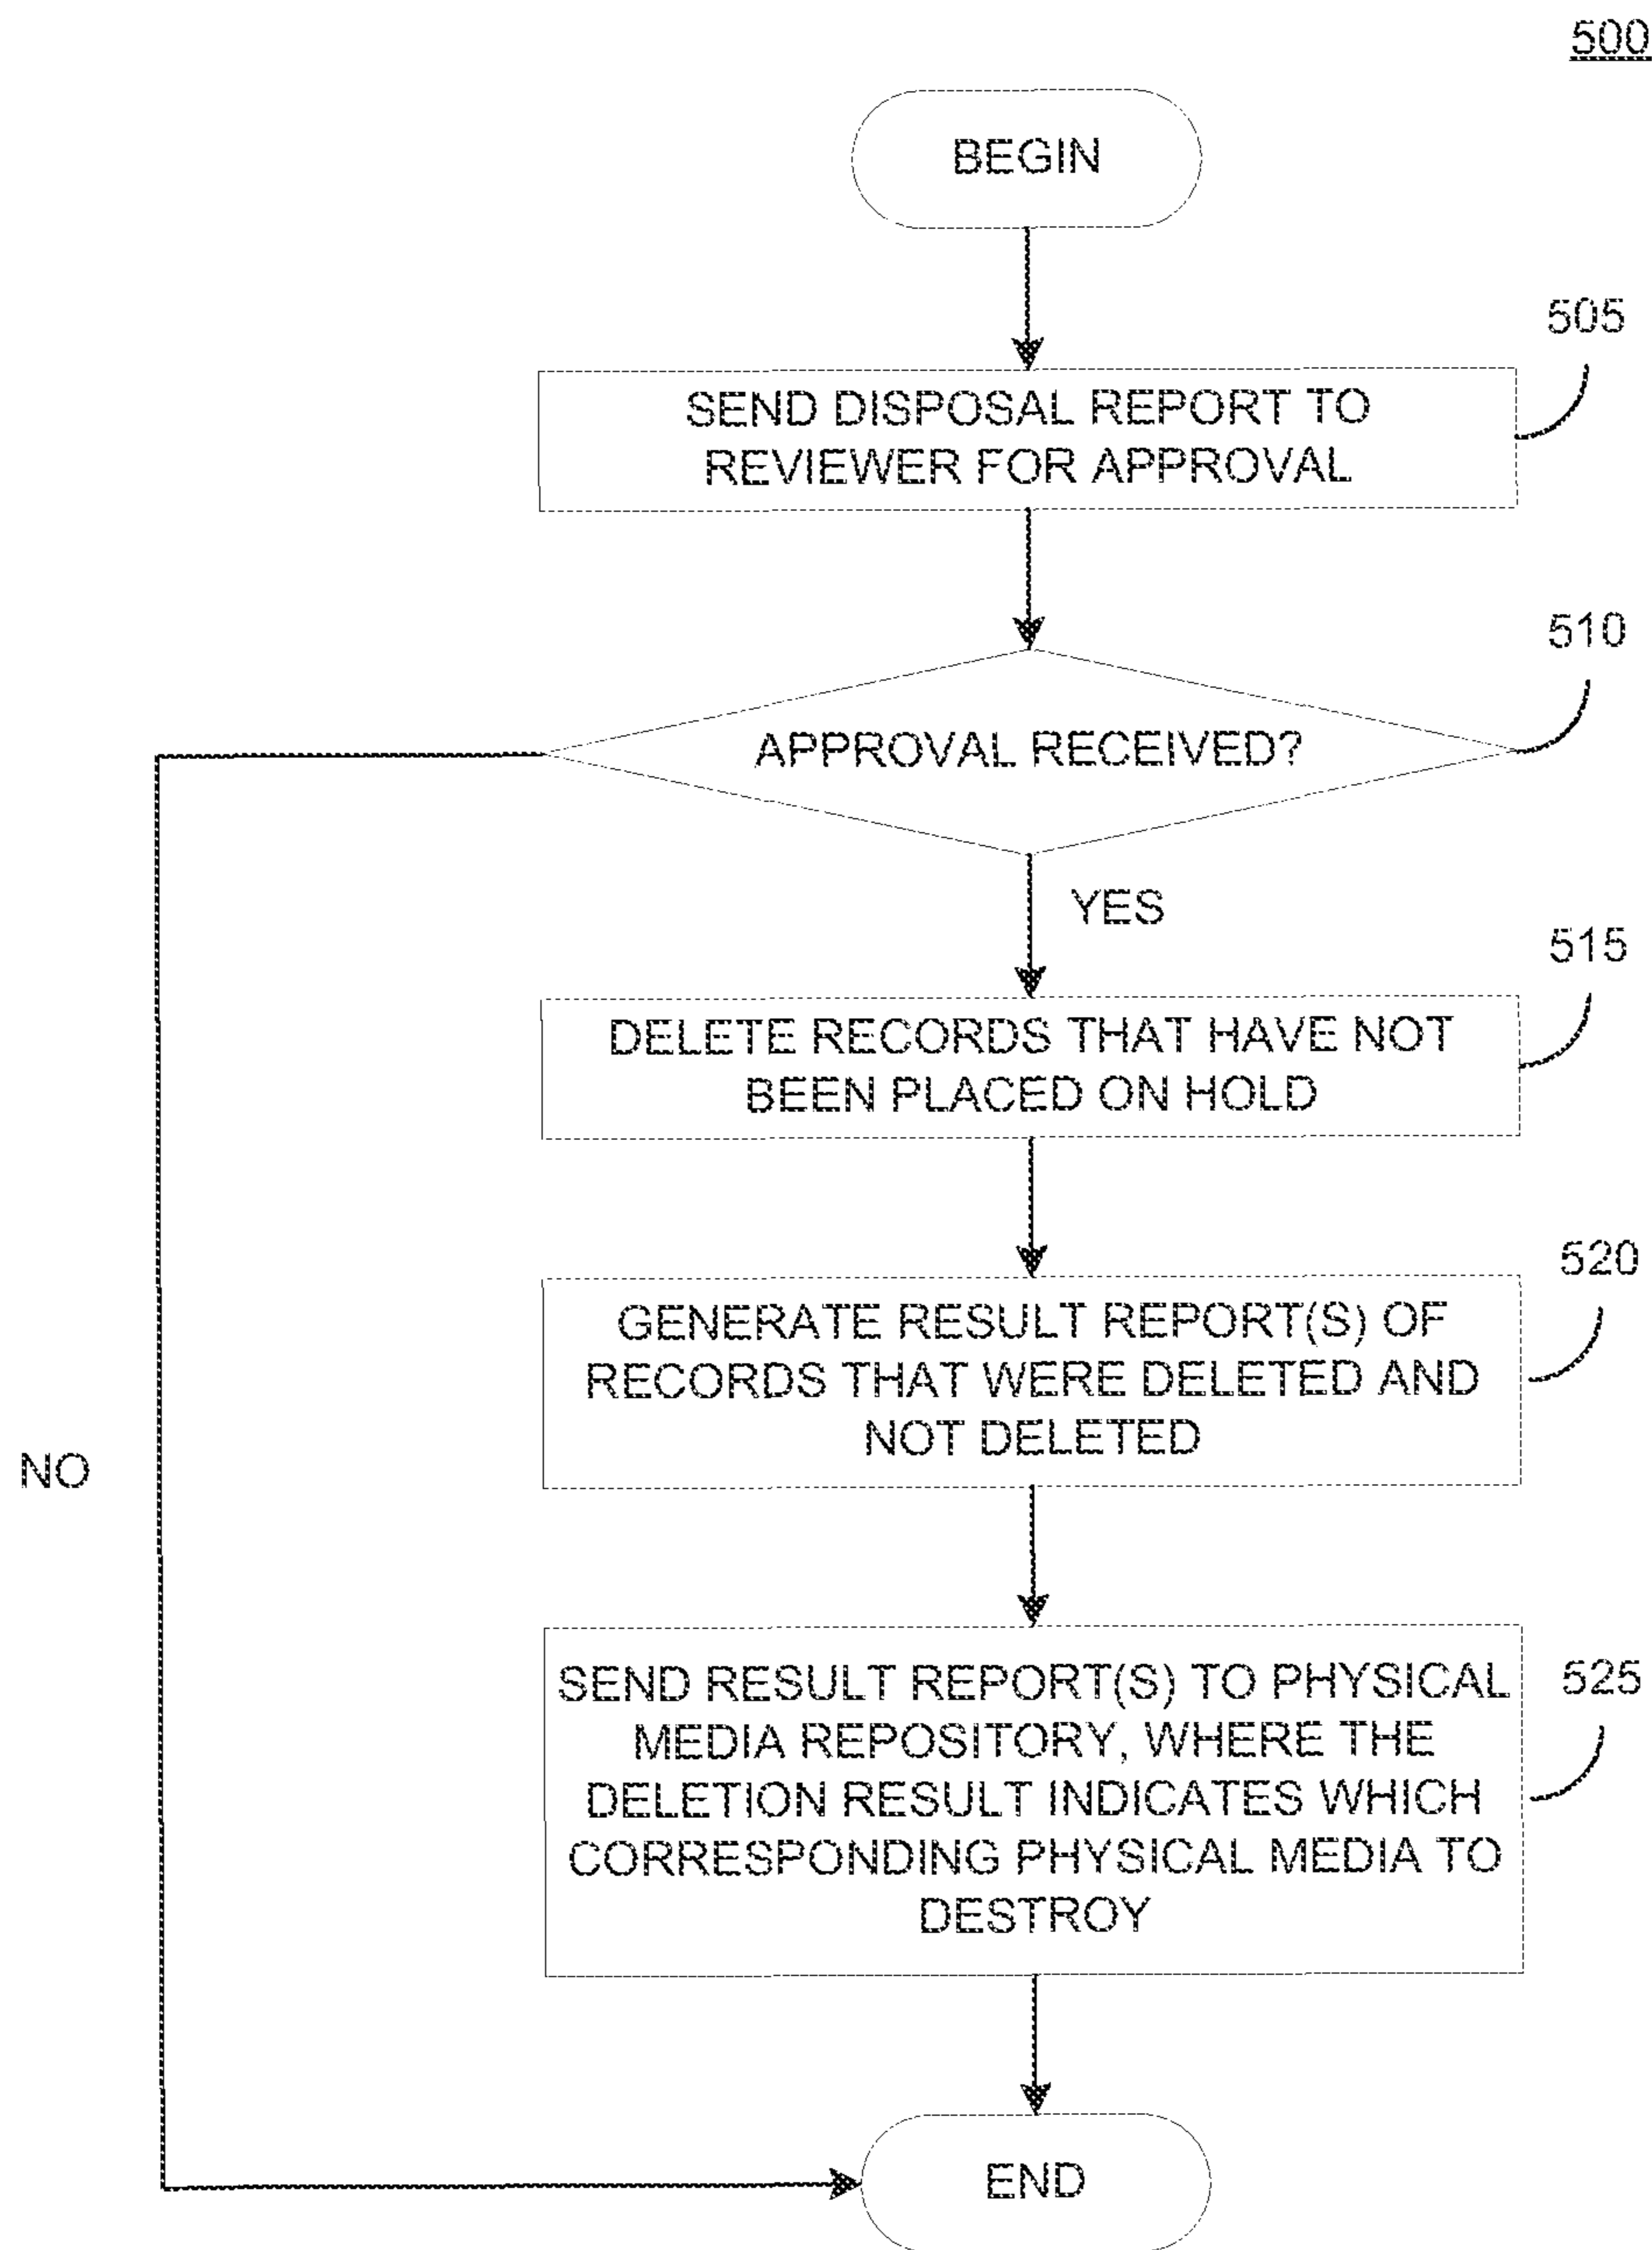 500
BEGIN
505
SEND DISPOSAL REPORT TO
REVIEWER FOR APPROVAL
510
APPROVAL RECEIVED?
YES
515
DELETE RECORDS THAT HAVE NOT
BEEN PLACED ON HOLD
520
GENERATE RESULT REPORT(S) OF
RECORDS THAT WERE DELETED AND
NOT DELETED
NO
525
SEND RESULT REPORT(S) TO PHYSICAL
MEDIA REPOSITORY, WHERE THE
DELETION RESULT INDICATES WHICH
CORRESPONDING PHYSICAL MEDIA TO
DESTROY
END